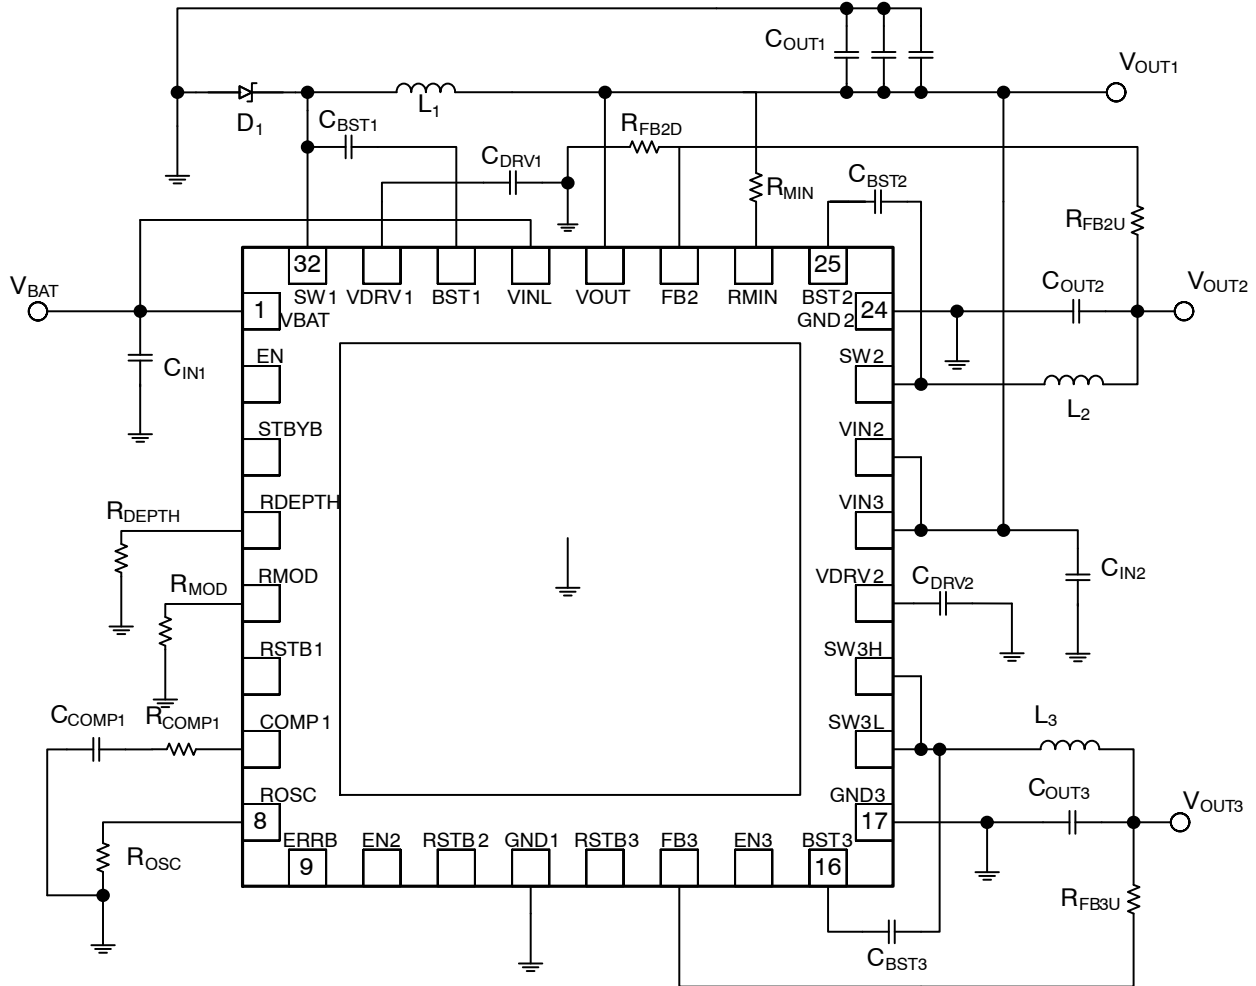 COUT1
VOUT1
D1
L1
CBST1
RFB2D
CDRV1
CBST2
RMIN
RFB2U
32
25
SW1
VDRV1
BST1
VINL
VOUT
FB2
RMIN
BST2
VBAT
1
VBAT
GND2
24
COUT2
VOUT2
CIN1
EN
SW2
L2
STBYB
VIN2
RDEPTH
RDEPTH
VIN3
RMOD
RMOD
VDRV2
CDRV2
CIN2
RSTB1
SW3H
CCOMP1
RCOMP1
COMP1
SW3L
L3
ROSC
8
GND3
17
COUT3
VOUT3
ROSC
ERRB
EN2
RSTB2
GND1
RSTB3
FB3
EN3
BST3
9
16
RFB3U
CBST3